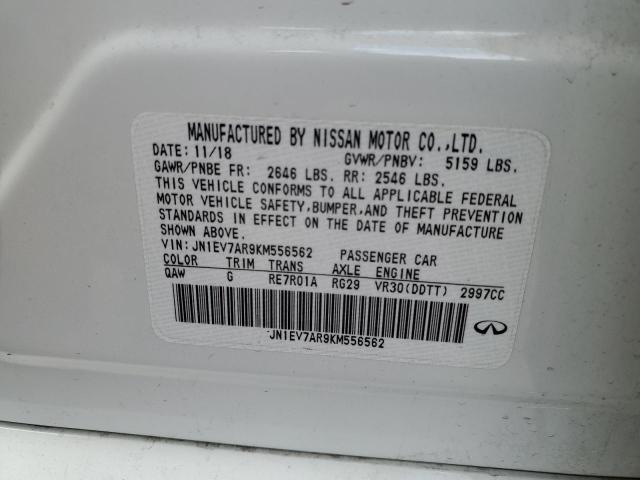 MANUFACTURED BY NISSAN MOTOR CO.,LTD.
DATE: 11/18 GVWR/PNBV: 5159 LBS.
GAWR/PNBE FR: 2646 LBS. RR: 2546 LBS.
THIS VEHICLE CONFORMS TO ALL APPLICABLE FEDERAL
MOTOR VEHICLE SAFETY,BUMPER,AND THEFT PREVENTION
STANDARDS IN EFFECT ON THE DATE OF MANUFACTURE
SHOWN ABOVE.
VIN: JN1EV7AR9KM556562 PASSENGER CAR
COLOR TRIM TRANS AXLE ENGINE
QAW G RE7R01A RG29 VR30(DDTT) 2997CC
JN1EV7AR9KM556562